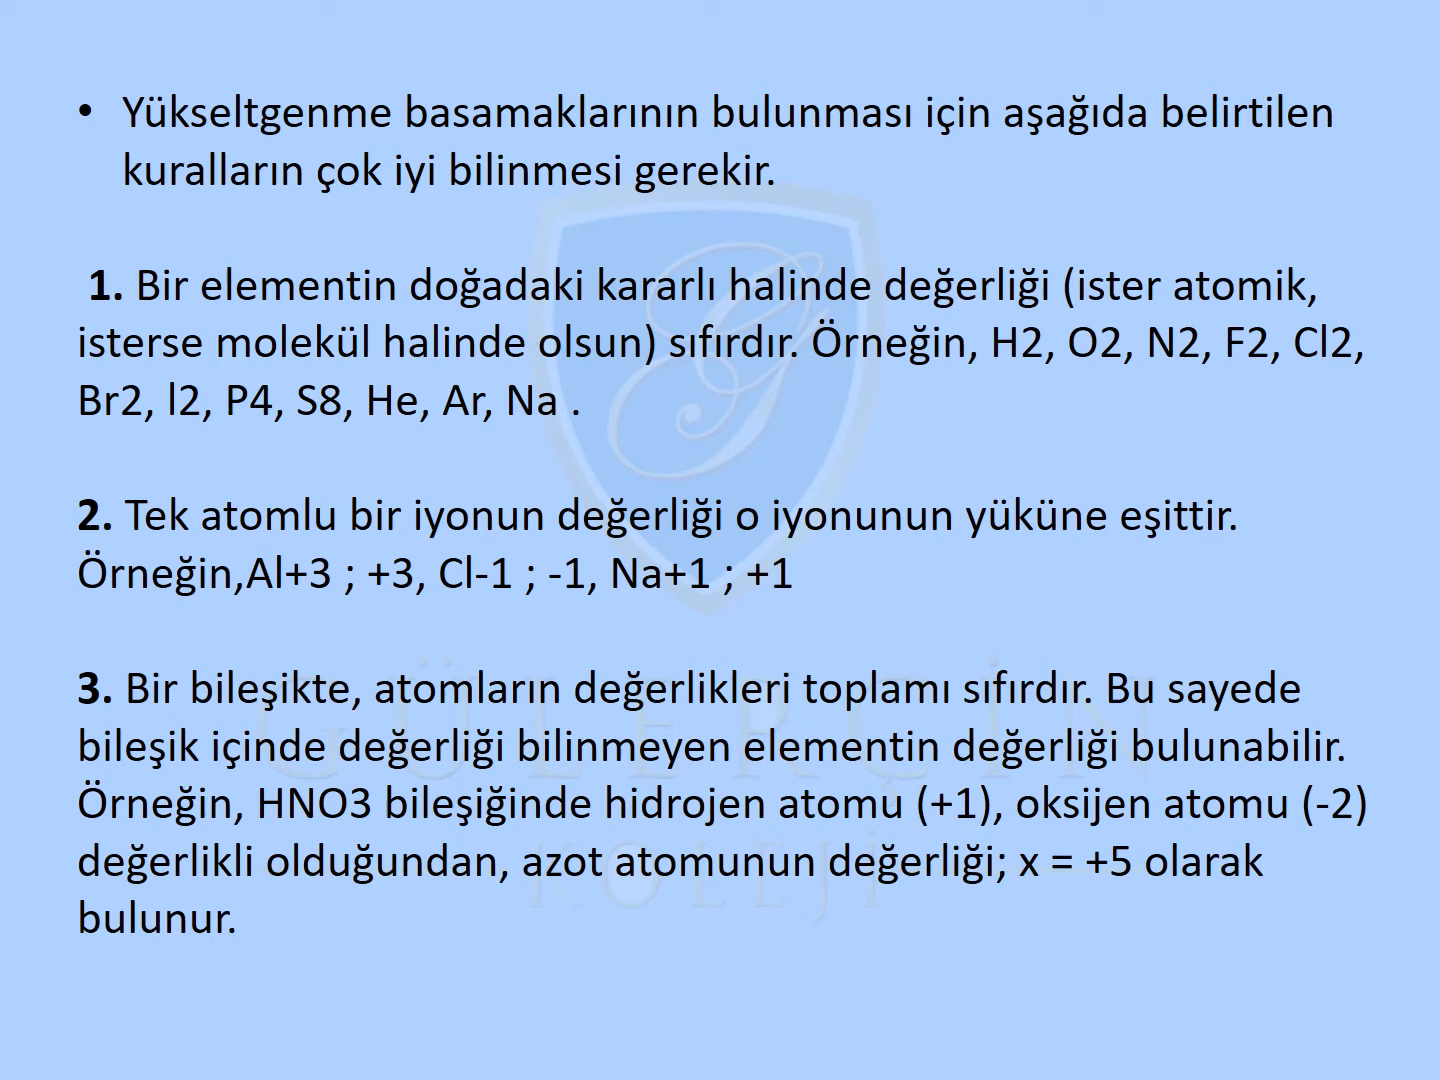 • Yükseltgenme basamaklarının bulunması için aşağıda belirtilen
kuralların çok iyi bilinmesi gerekir.
1. Bir elementin doğadaki kararlı halinde değerliği (ister atomik,
isterse molekül halinde olsun) sıfırdır. Örneğin, H2, O2, N2, F2, Cl2,
Br2, l2, P4, S8, He, Ar, Na .
2. Tek atomlu bir iyonun değerliği o iyonunun yüküne eşittir.
Örneğin,Al+3 ; +3, Cl-1 ; -1, Na+1 ; +1
3. Bir bileşikte, atomların değerlikleri toplamı sıfırdır. Bu sayede
bileşik içinde değerliği bilinmeyen elementin değerliği bulunabilir.
Örneğin, HNO3 bileşiğinde hidrojen atomu (+1), oksijen atomu (-2)
değerlikli olduğundan, azot atomunun değerliği; x = +5 olarak
bulunur.
G
GÜLERÇİN
KOLEJİ